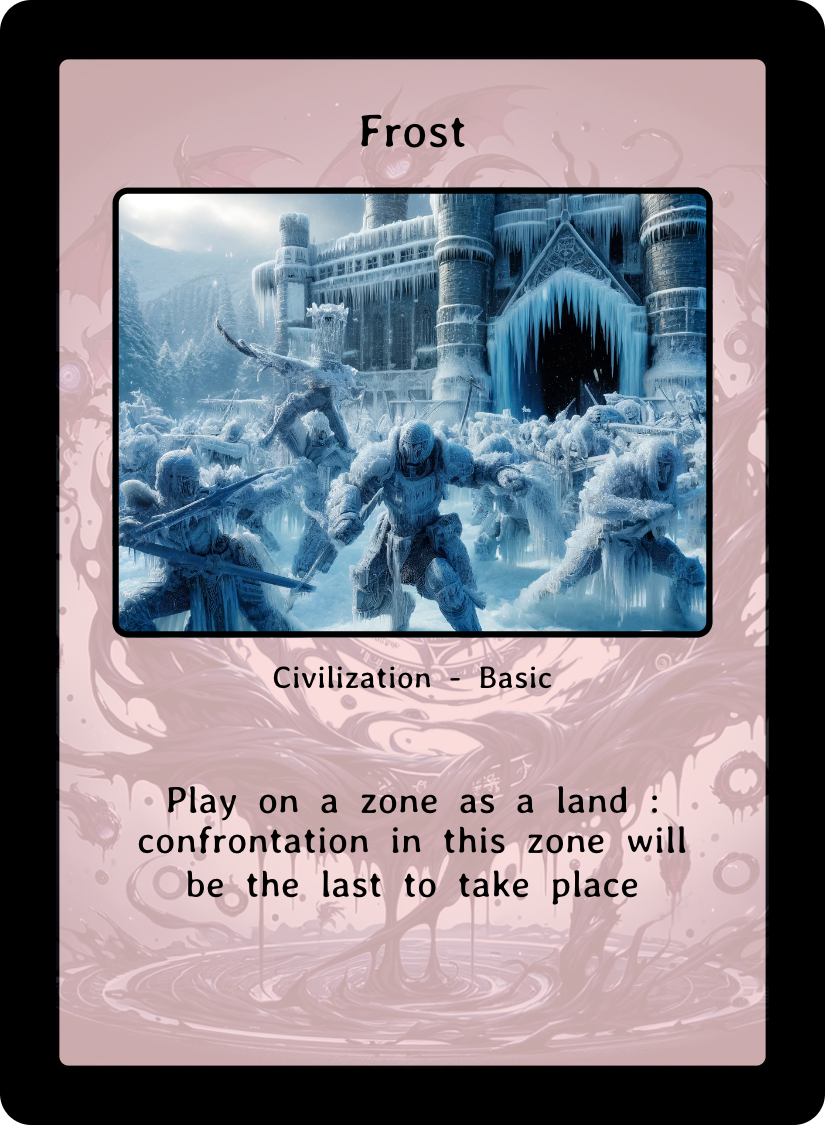 Frost
Civilization - Basic
Play on a zone as a land :
confrontation in this zone will
be the last to take place